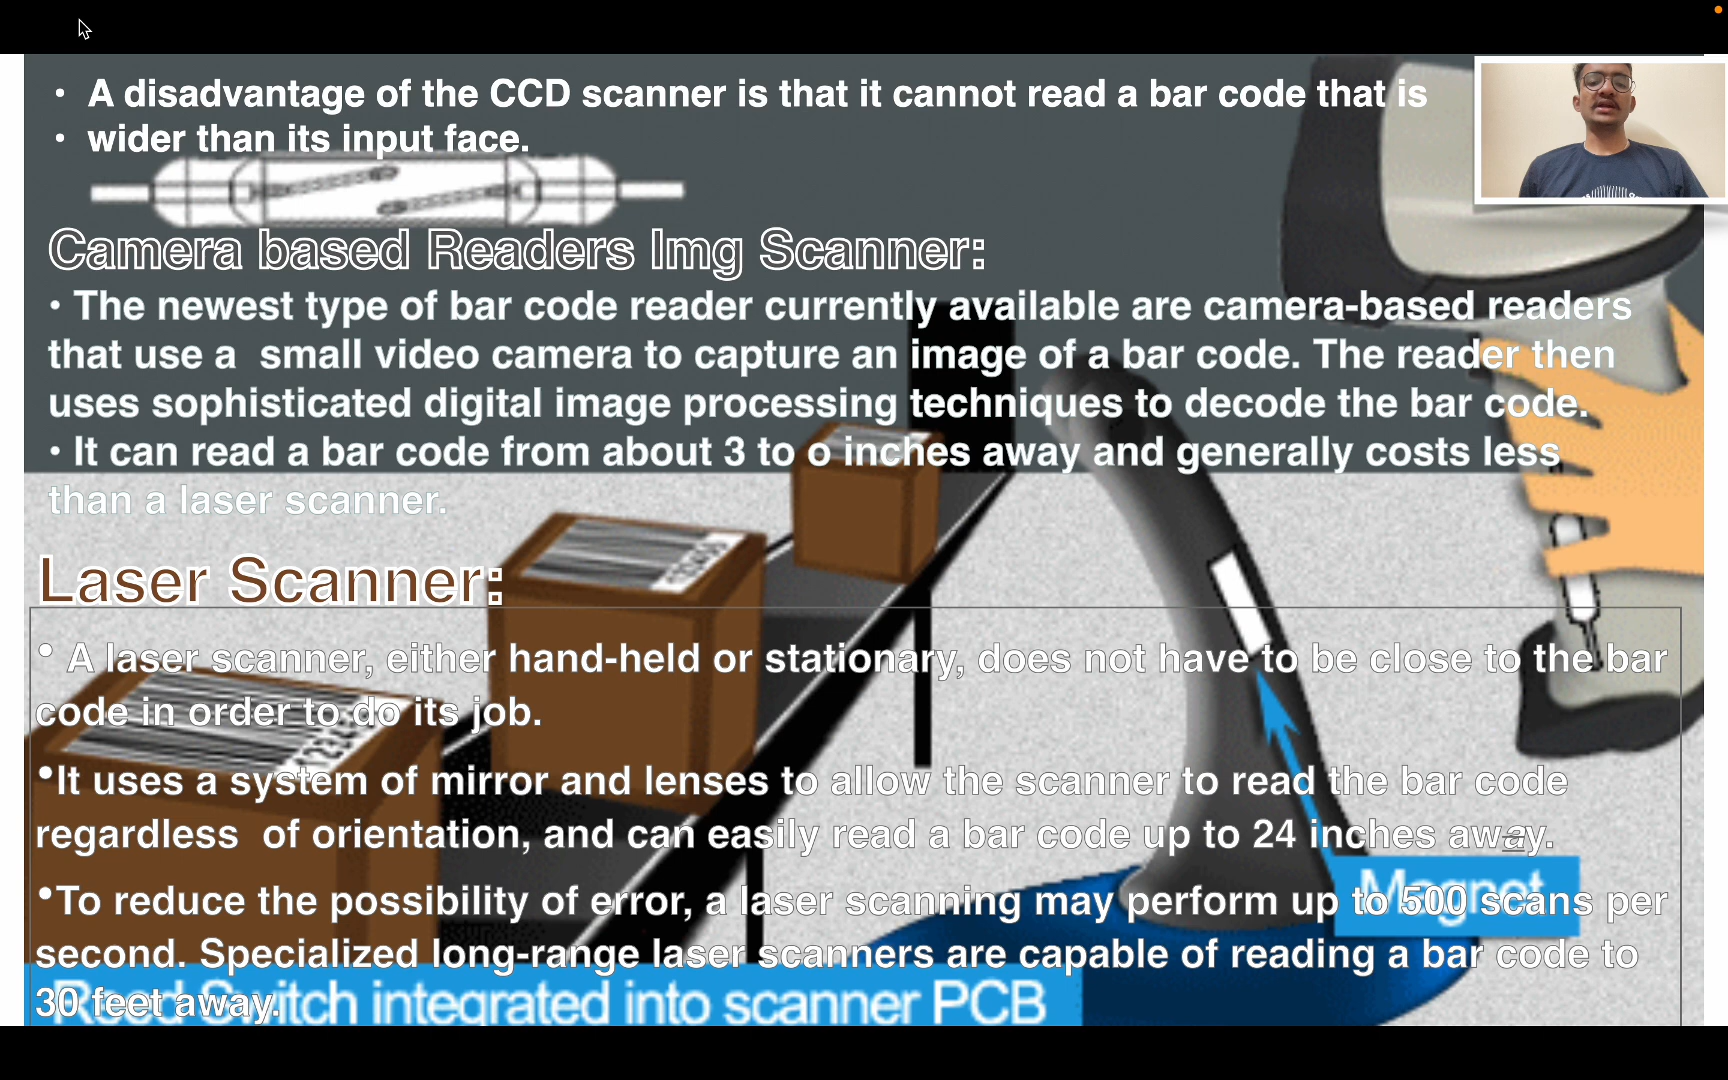 • A disadvantage of the CCD scanner is that it cannot read a bar code that is
• wider than its input face.
Camera based Readers Img Scanner:
• The newest type of bar code reader currently available are camera-based readers
that use a small video camera to capture an image of a bar code. The reader then
uses sophisticated digital image processing techniques to decode the bar code.
• It can read a bar code from about 3 to o inches away and generally costs less
than a laser scanner.
Laser Scanner:
• A laser scanner, either hand-held or stationary, does not have to be close to the bar
code in order to do its job.
•It uses a system of mirror and lenses to allow the scanner to read the bar code
regardless of orientation, and can easily read a bar code up to 24 inches away.
Magnet
•To reduce the possibility of error, a laser scanning may perform up to 500 scans per
second. Specialized long-range laser scanners are capable of reading a bar code to
30 feet away.
Reed Switch integrated into scanner PCB